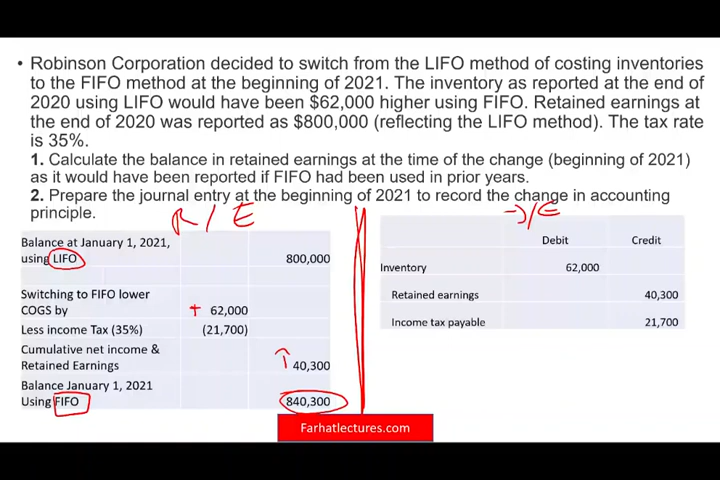 • Robinson Corporation decided to switch from the LIFO method of costing inventories
to the FIFO method at the beginning of 2021. The inventory as reported at the end of
2020 using LIFO would have been $62,000 higher using FIFO. Retained earnings at
the end of 2020 was reported as $800,000 (reflecting the LIFO method). The tax rate
is 35%.
1. Calculate the balance in retained earnings at the time of the change (beginning of 2021)
as it would have been reported if FIFO had been used in prior years.
2. Prepare the journal entry at the beginning of 2021 to record the change in accounting
principle.
R/E
J/E
Balance at January 1, 2021,
using LIFO 800,000
Switching to FIFO lower
COGS by + 62,000
Less income Tax (35%) (21,700)
Cumulative net income &
Retained Earnings 40,300
Balance January 1, 2021
Using FIFO 840,300
Debit Credit
Inventory 62,000
Retained earnings 40,300
Income tax payable 21,700
Farhatlectures.com